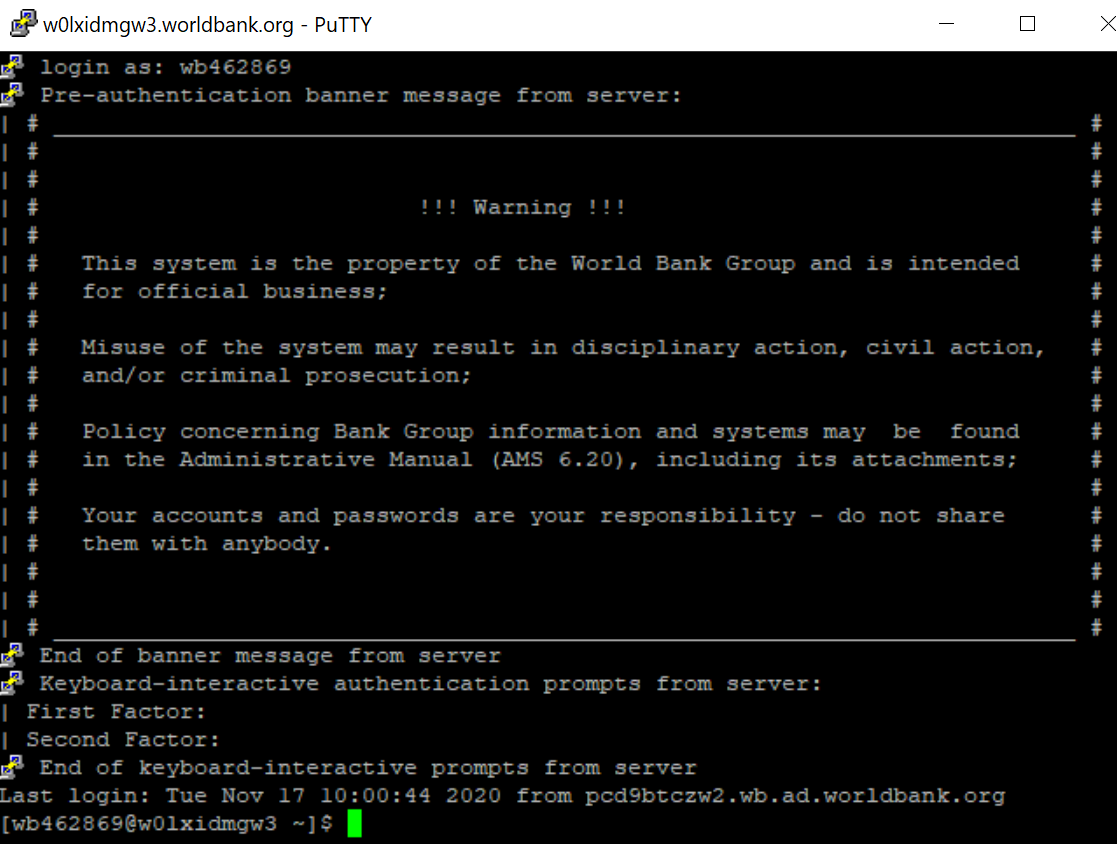 w0lxidmgw3.worldbank.org - PuTTY
login as: wb462869
Pre-authentication banner message from server:
| # _________________________________________________________________________ #
| # #
| # #
| # !!! Warning !!! #
| # #
| # This system is the property of the World Bank Group and is intended #
| # for official business; #
| # #
| # Misuse of the system may result in disciplinary action, civil action, #
| # and/or criminal prosecution; #
| # #
| # Policy concerning Bank Group information and systems may  be  found #
| # in the Administrative Manual (AMS 6.20), including its attachments; #
| # #
| # Your accounts and passwords are your responsibility - do not share #
| # them with anybody. #
| # #
| # #
| # _________________________________________________________________________ #
End of banner message from server
Keyboard-interactive authentication prompts from server:
| First Factor:
| Second Factor:
End of keyboard-interactive prompts from server
Last login: Tue Nov 17 10:00:44 2020 from pcd9btczw2.wb.ad.worldbank.org
[wb462869@w0lxidmgw3 ~]$